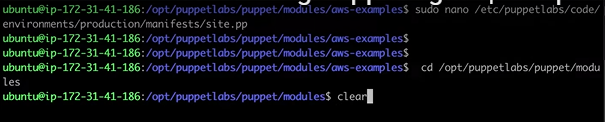 ubuntu@ip-172-31-41-186:/opt/puppetlabs/puppet/modules/aws-examples$ sudo nano /etc/puppetlabs/code/
environments/production/manifests/site.pp
ubuntu@ip-172-31-41-186:/opt/puppetlabs/puppet/modules/aws-examples$
ubuntu@ip-172-31-41-186:/opt/puppetlabs/puppet/modules/aws-examples$
ubuntu@ip-172-31-41-186:/opt/puppetlabs/puppet/modules/aws-examples$ cd /opt/puppetlabs/puppet/modu
les
ubuntu@ip-172-31-41-186:/opt/puppetlabs/puppet/modules$ clear